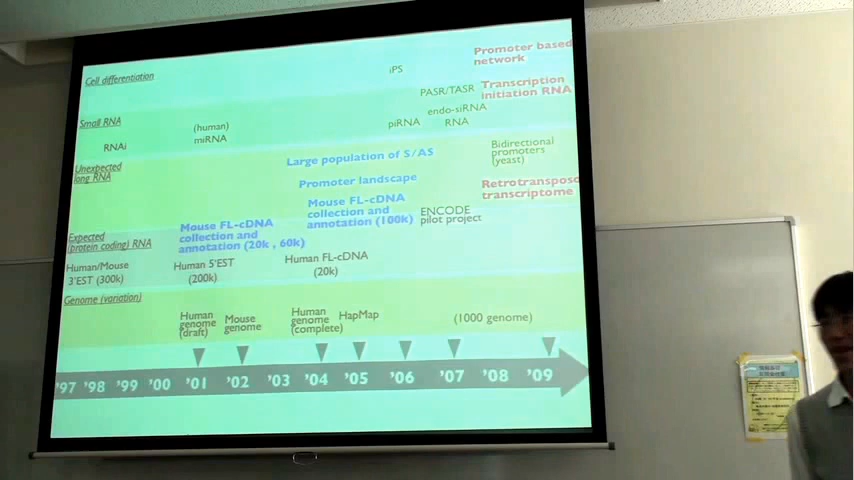 Promoter based
network
iPS
Cell differentiation
PASR/TASR
Transcription
initiation RNA
endo-siRNA
Small RNA
(human)
miRNA
piRNA
RNA
RNAi
Bidirectional
promoters
(yeast)
Large population of S/AS
Unexpected
long RNA
Promoter landscape
Retrotranspos
transcriptome
Mouse FL-cDNA
collection and
annotation (100k)
ENCODE
pilot project
Mouse FL-cDNA
collection and
annotation (20k , 60k)
Expected
(protein coding) RNA
Human/Mouse
3'EST (300k)
Human 5'EST
(200k)
Human FL-cDNA
(20k)
Genome (variation)
Human
genome
(draft)
Mouse
genome
Human
genome
(complete)
HapMap
(1000 genome)
'97 '98 '99 '00 '01 '02 '03 '04 '05 '06 '07 '08 '09